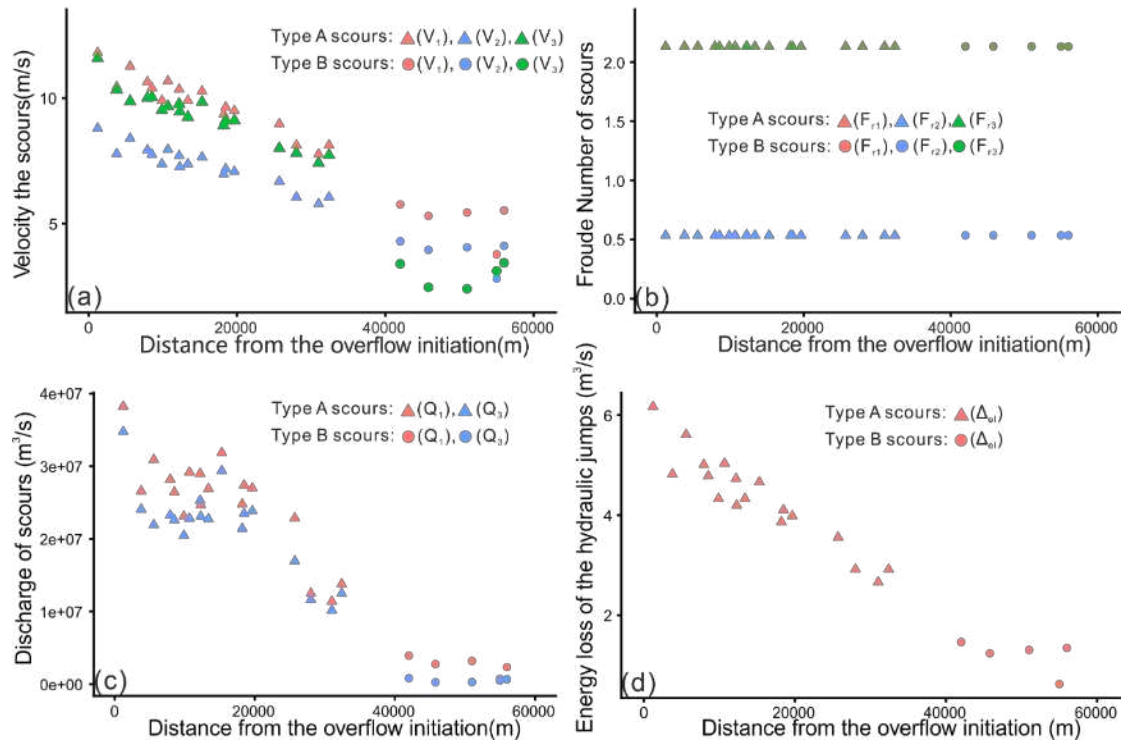 Type A scours: (V1), (V2), (V3)
Type B scours: (V1), (V2), (V3)
Velocity the scours(m/s)
10
5
(a)
0
20000
40000
60000
Distance from the overflow initiation(m)
Froude Number of scours
2.0
1.5
1.0
0.5
0.0
Type A scours: (Fr1), (Fr2), (Fr3)
Type B scours: (Fr1), (Fr2), (Fr3)
(b)
0
20000
40000
60000
Distance from the overflow initiation(m)
Discharge of scours (m³/s)
4e+07
3e+07
2e+07
1e+07
0e+00
Type A scours: (Q1), (Q3)
Type B scours: (Q1), (Q3)
(c)
0
20000
40000
60000
Distance from the overflow initiation(m)
Energy loss of the hydraulic jumps (m³/s)
6
4
2
Type A scours: (Δel)
Type B scours: (Δel)
(d)
0
20000
40000
60000
Distance from the overflow initiation (m)